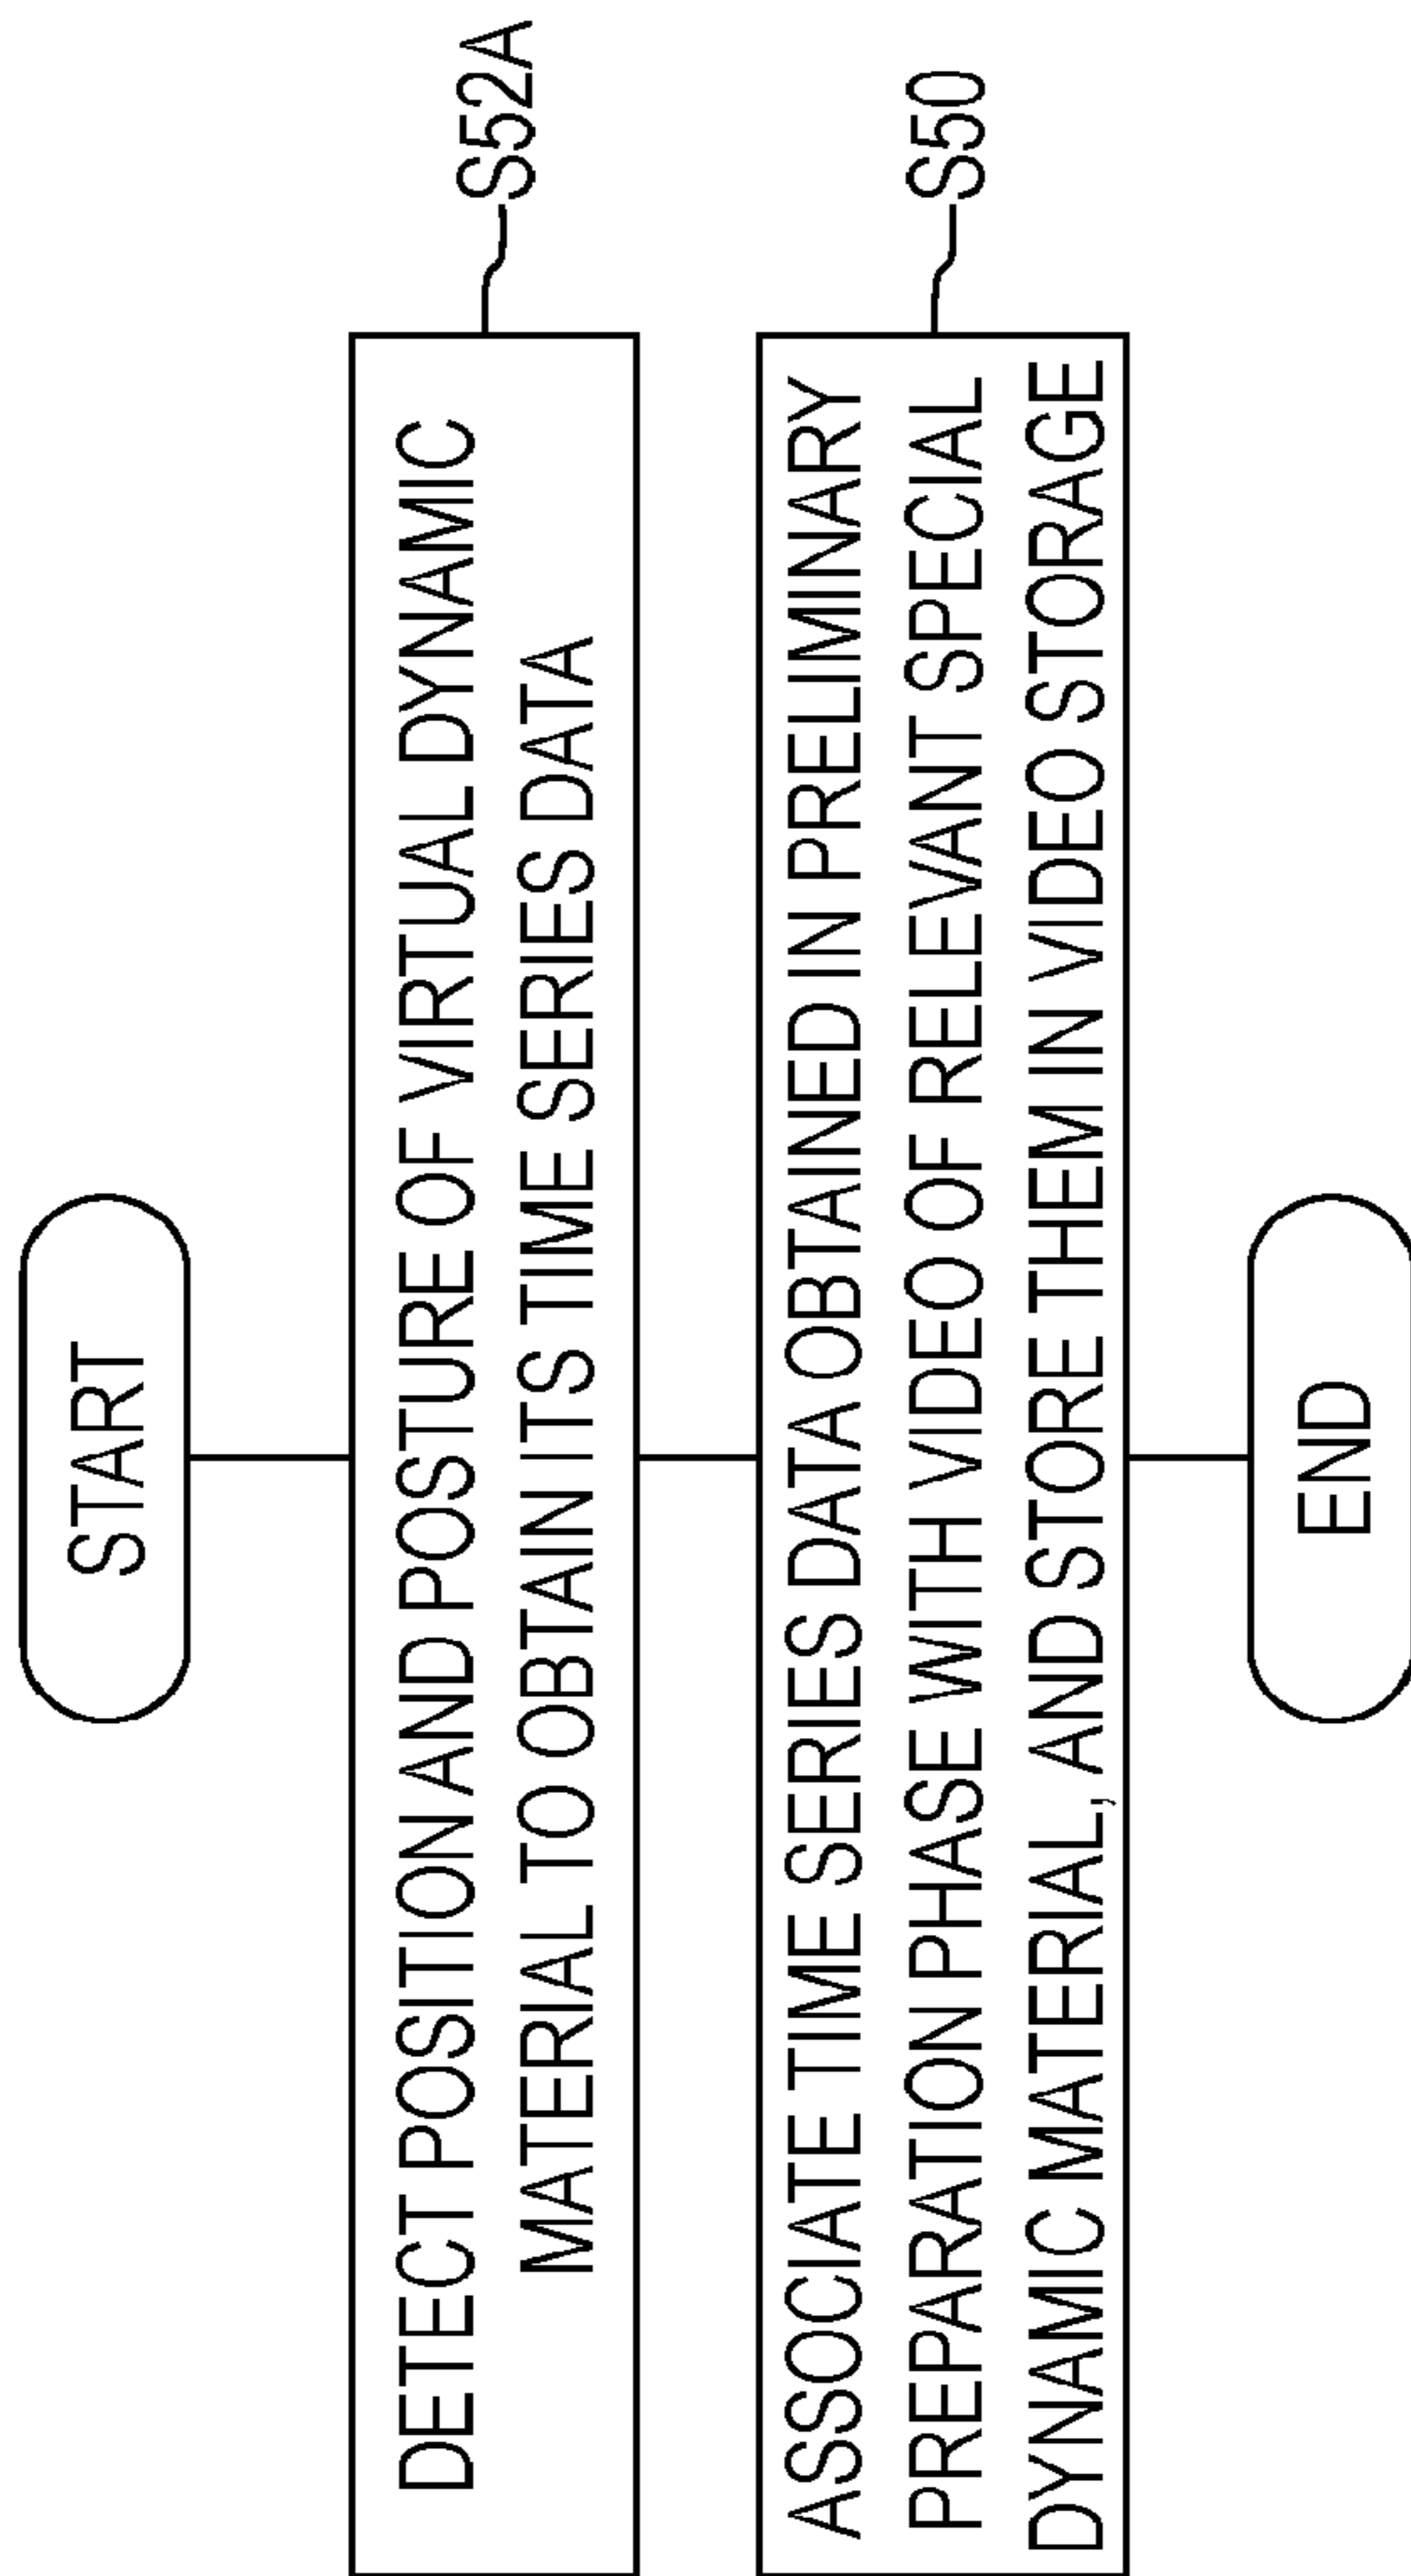 START
DETECT POSITION AND POSTURE OF VIRTUAL DYNAMIC
MATERIAL TO OBTAIN ITS TIME SERIES DATA
S52A
ASSOCIATE TIME SERIES DATA OBTAINED IN PRELIMINARY
PREPARATION PHASE WITH VIDEO OF RELEVANT SPECIAL
DYNAMIC MATERIAL, AND STORE THEM IN VIDEO STORAGE
S50
END